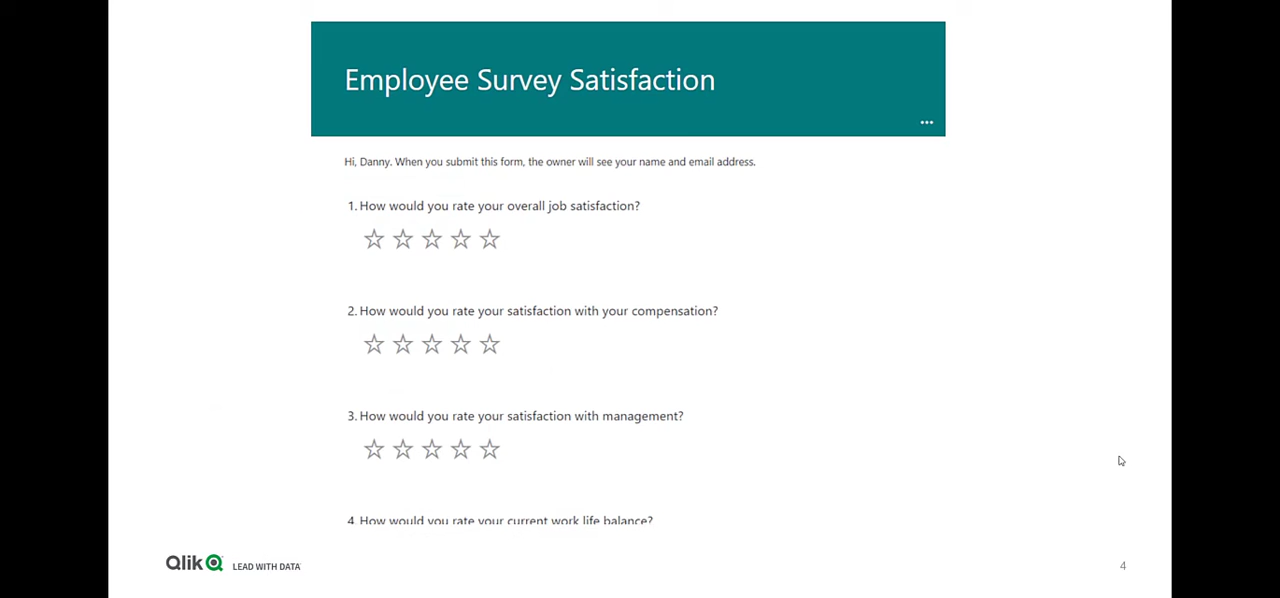 Employee Survey Satisfaction
...
Hi, Danny. When you submit this form, the owner will see your name and email address.
1. How would you rate your overall job satisfaction?
2. How would you rate your satisfaction with your compensation?
3. How would you rate your satisfaction with management?
4 How would you rate your current work life balance?
Qlik LEAD WITH DATA
4